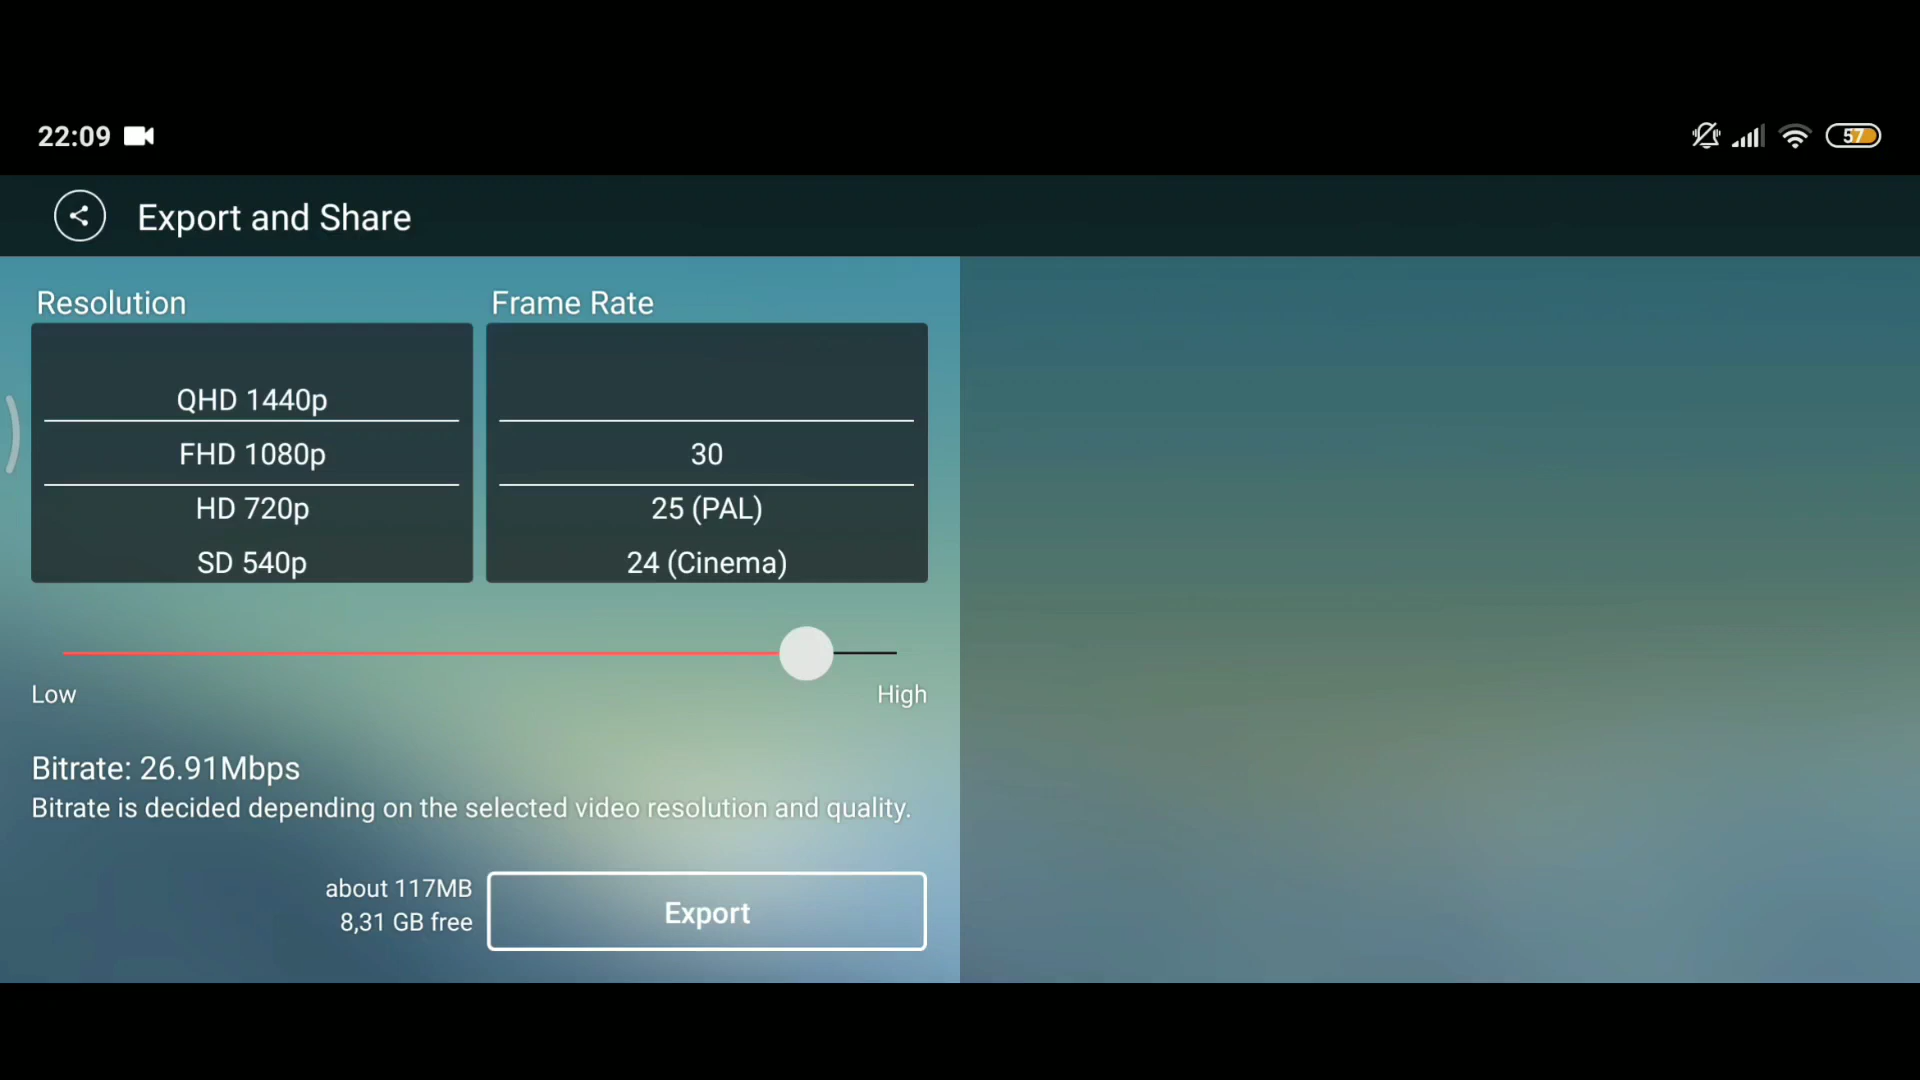 22:09
57
Export and Share
Resolution
Frame Rate
QHD 1440p
FHD 1080p
HD 720p
SD 540p
30
25 (PAL)
24 (Cinema)
Low
High
Bitrate: 26.91Mbps
Bitrate is decided depending on the selected video resolution and quality.
about 117MB
8,31 GB free
Export